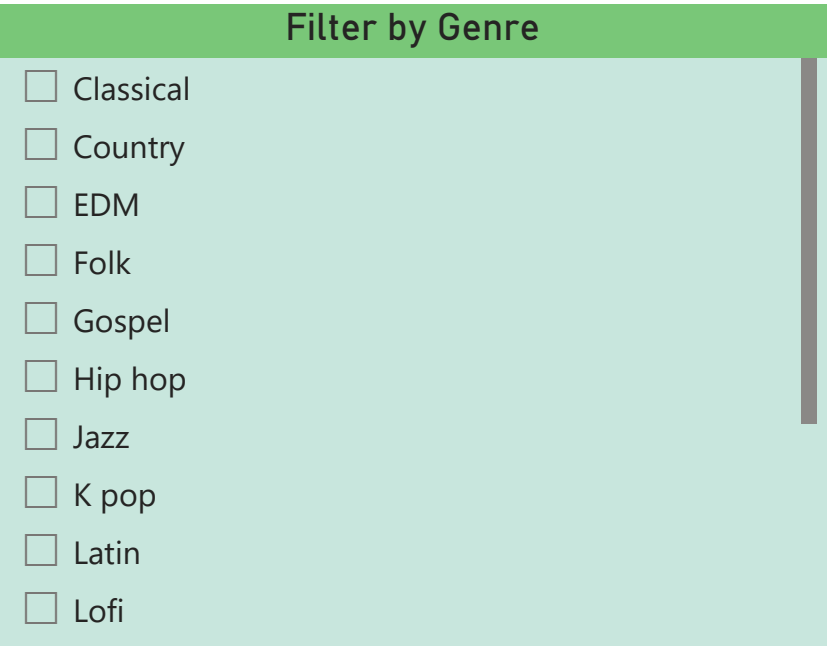 Filter by Genre
Classical
Country
EDM
Folk
Gospel
Hip hop
Jazz
K pop
Latin
Lofi